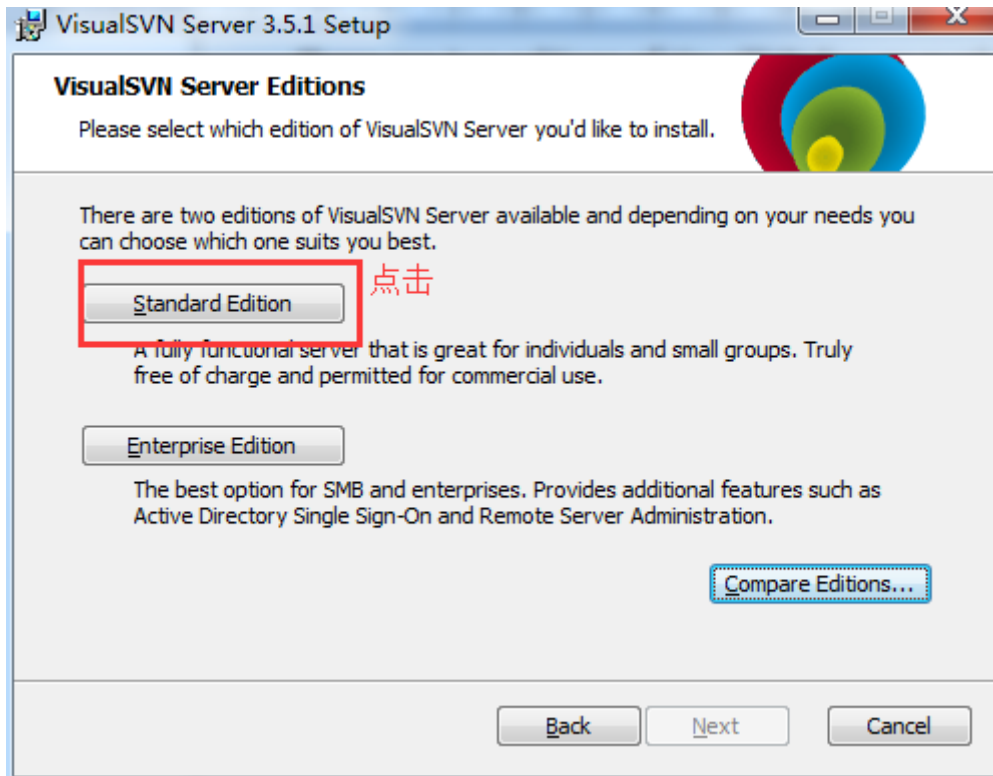 VisualSVN Server 3.5.1 Setup
VisualSVN Server Editions
Please select which edition of VisualSVN Server you'd like to install.
There are two editions of VisualSVN Server available and depending on your needs you
can choose which one suits you best.
Standard Edition
点击
A fully functional server that is great for individuals and small groups. Truly
free of charge and permitted for commercial use.
Enterprise Edition
The best option for SMB and enterprises. Provides additional features such as
Active Directory Single Sign-On and Remote Server Administration.
Compare Editions...
Back
Next
Cancel